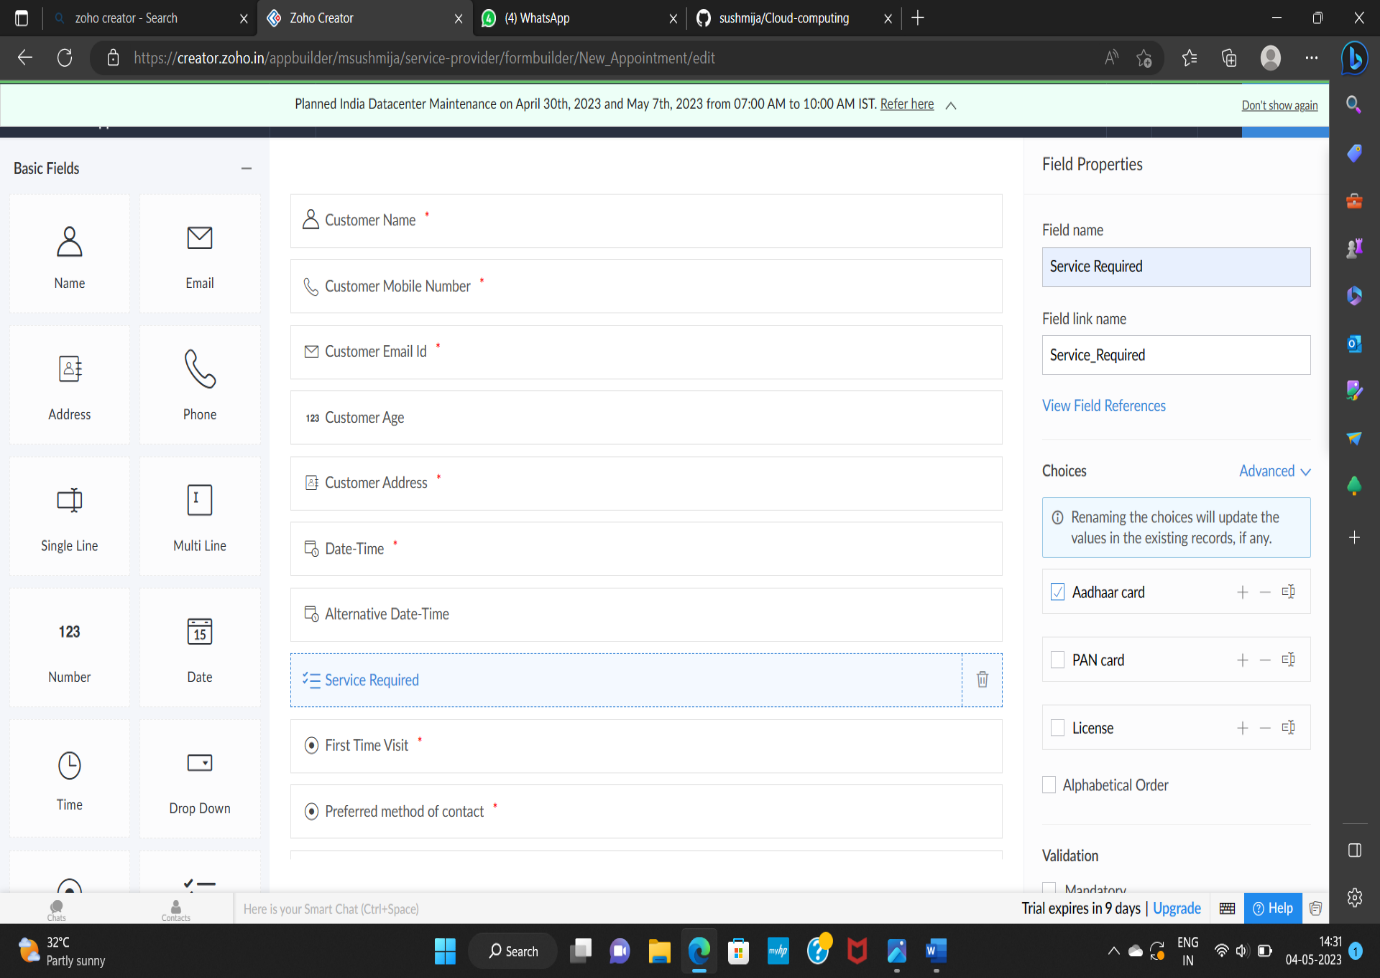 zoho creator - Search
Zoho Creator
(4) WhatsApp
sushmija/Cloud-computing
https://creator.zoho.in/appbuilder/msushmija/service-provider/formbuilder/New_Appointment/edit
Planned India Datacenter Maintenance on April 30th, 2023 and May 7th, 2023 from 07:00 AM to 10:00 AM IST. Refer here
Don't show again
Basic Fields
Name
Email
Address
Phone
Single Line
Multi Line
123
Number
15
Date
Time
Drop Down
Customer Name *
Customer Mobile Number *
Customer Email Id *
123 Customer Age
Customer Address *
Date-Time *
Alternative Date-Time
Service Required
First Time Visit *
Preferred method of contact *
Field Properties
Field name
Service Required
Field link name
Service_Required
View Field References
Choices
Advanced
Renaming the choices will update the
values in the existing records, if any.
Aadhaar card
PAN card
License
Alphabetical Order
Validation
Mandatory
Chats
Contacts
Here is your Smart Chat (Ctrl+Space)
Trial expires in 9 days | Upgrade
Help
32°C
Partly sunny
Search
ENG
IN
14:31
04-05-2023
1